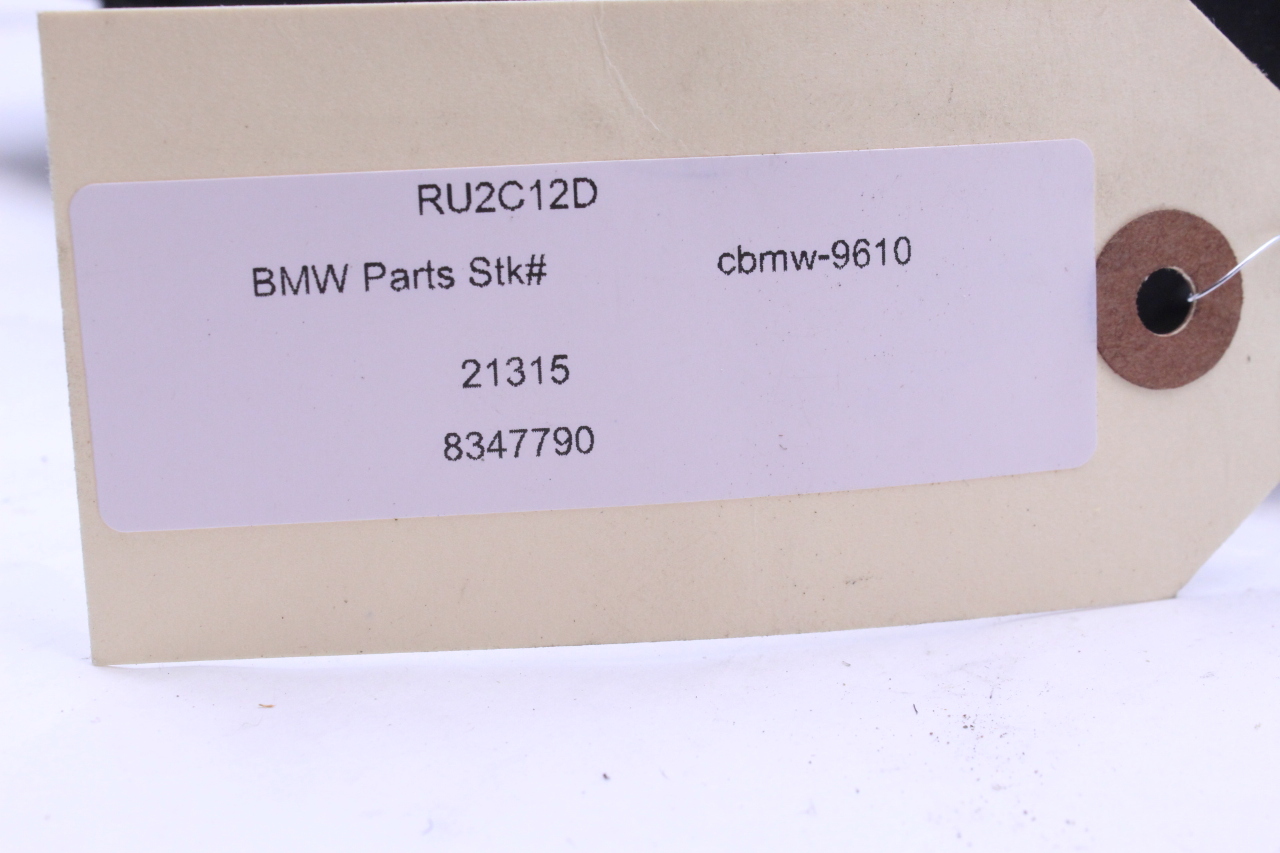 RU2C12D
BMW Parts Stk# cbmw-9610
21315
8347790